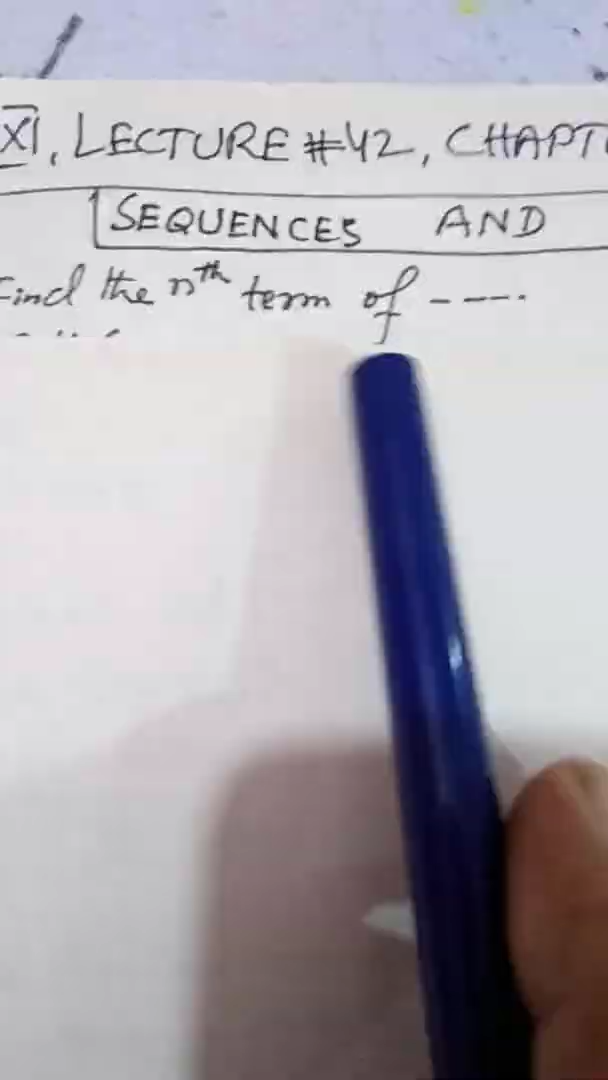 XI, LECTURE #42, CHAPT
SEQUENCES AND
Find the nth term of ----.